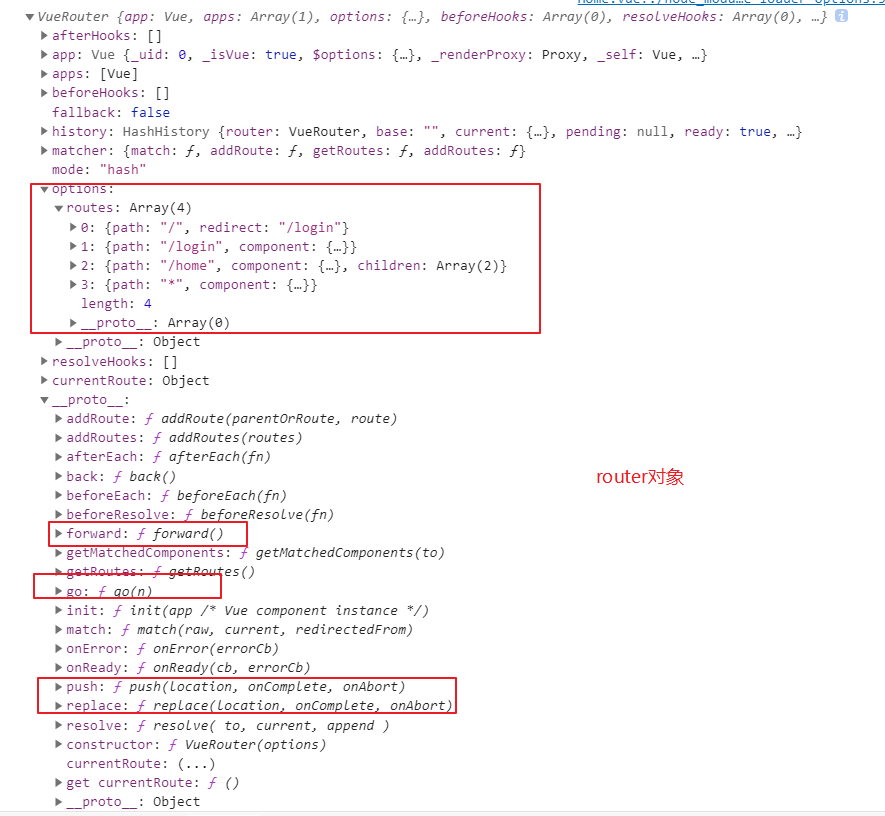 VueRouter {app: Vue, apps: Array(1), options: {…}, beforeHooks: Array(0), resolveHooks: Array(0), …}
afterHooks: []
app: Vue {_uid: 0, _isVue: true, $options: {…}, _renderProxy: Proxy, _self: Vue, …}
apps: [Vue]
beforeHooks: []
fallback: false
history: HashHistory {router: VueRouter, base: "", current: {…}, pending: null, ready: true, …}
matcher: {match: ƒ, addRoute: ƒ, getRoutes: ƒ, addRoutes: ƒ}
mode: "hash"
options:
routes: Array(4)
0: {path: "/", redirect: "/login"}
1: {path: "/login", component: {…}}
2: {path: "/home", component: {…}, children: Array(2)}
3: {path: "*", component: {…}}
length: 4
__proto__: Array(0)
__proto__: Object
resolveHooks: []
currentRoute: Object
__proto__:
addRoute: ƒ addRoute(parentOrRoute, route)
addRoutes: ƒ addRoutes(routes)
afterEach: ƒ afterEach(fn)
back: ƒ back()
router对象
beforeEach: ƒ beforeEach(fn)
beforeResolve: ƒ beforeResolve(fn)
forward: ƒ forward()
getMatchedComponents: ƒ getMatchedComponents(to)
getRoutes: ƒ getRoutes()
go: ƒ go(n)
init: ƒ init(app /* Vue component instance */)
match: ƒ match(raw, current, redirectedFrom)
onError: ƒ onError(errorCb)
onReady: ƒ onReady(cb, errorCb)
push: ƒ push(location, onComplete, onAbort)
replace: ƒ replace(location, onComplete, onAbort)
resolve: ƒ resolve( to, current, append )
constructor: ƒ VueRouter(options)
currentRoute: (...)
get currentRoute: ƒ ()
__proto__: Object